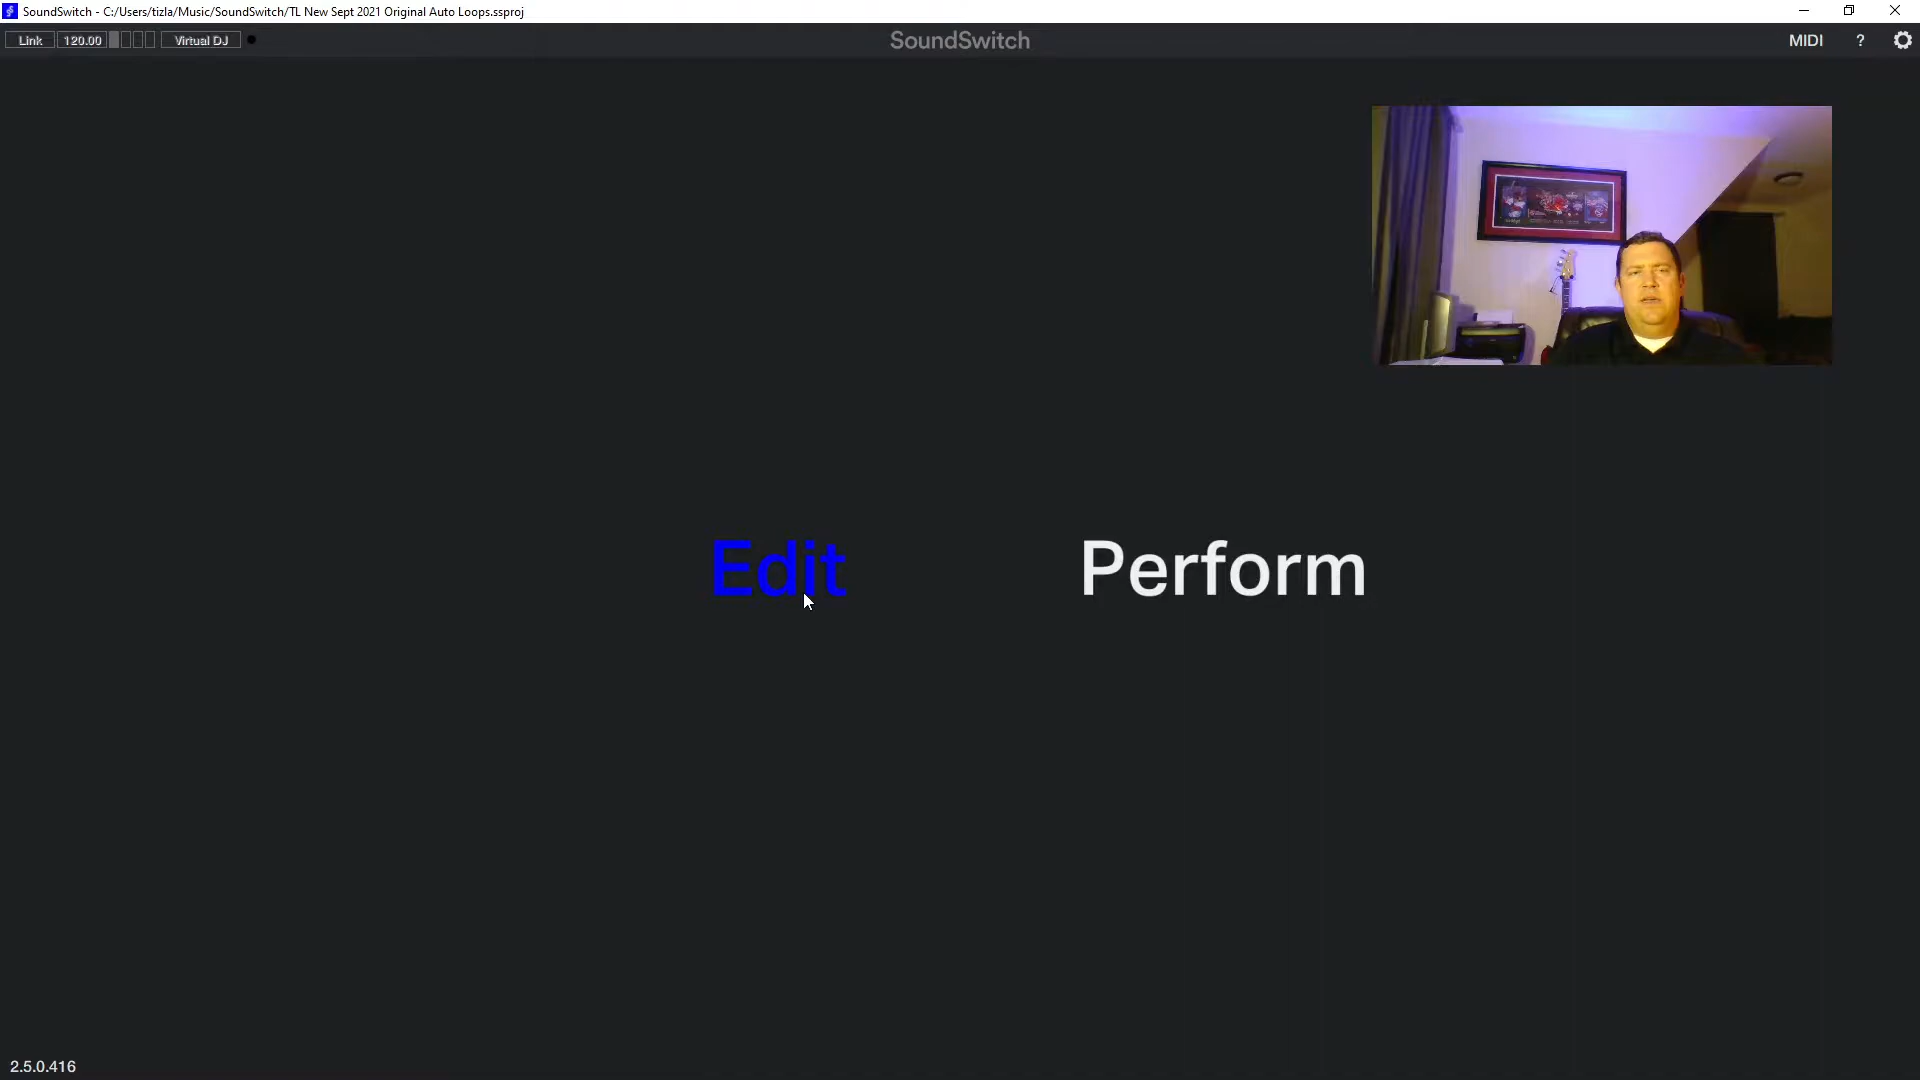 SoundSwitch - C:/Users/tizla/Music/SoundSwitch/TL New Sept 2021 Original Auto Loops.ssproj
Link 120.00 Virtual DJ SoundSwitch MIDI ?
Edit Perform
2.5.0.416